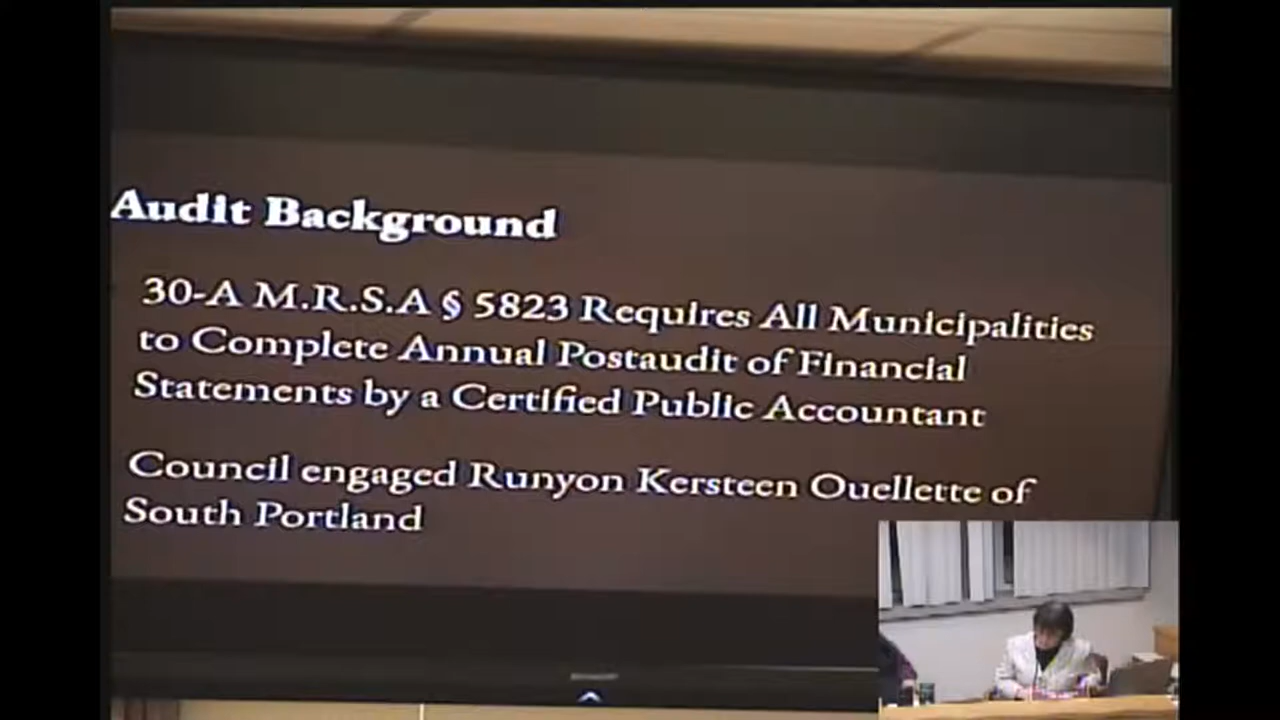 Audit Background
30-A M.R.S.A § 5823 Requires All Municipalities
to Complete Annual Postaudit of Financial
Statements by a Certified Public Accountant
Council engaged Runyon Kersteen Ouellette of
South Portland